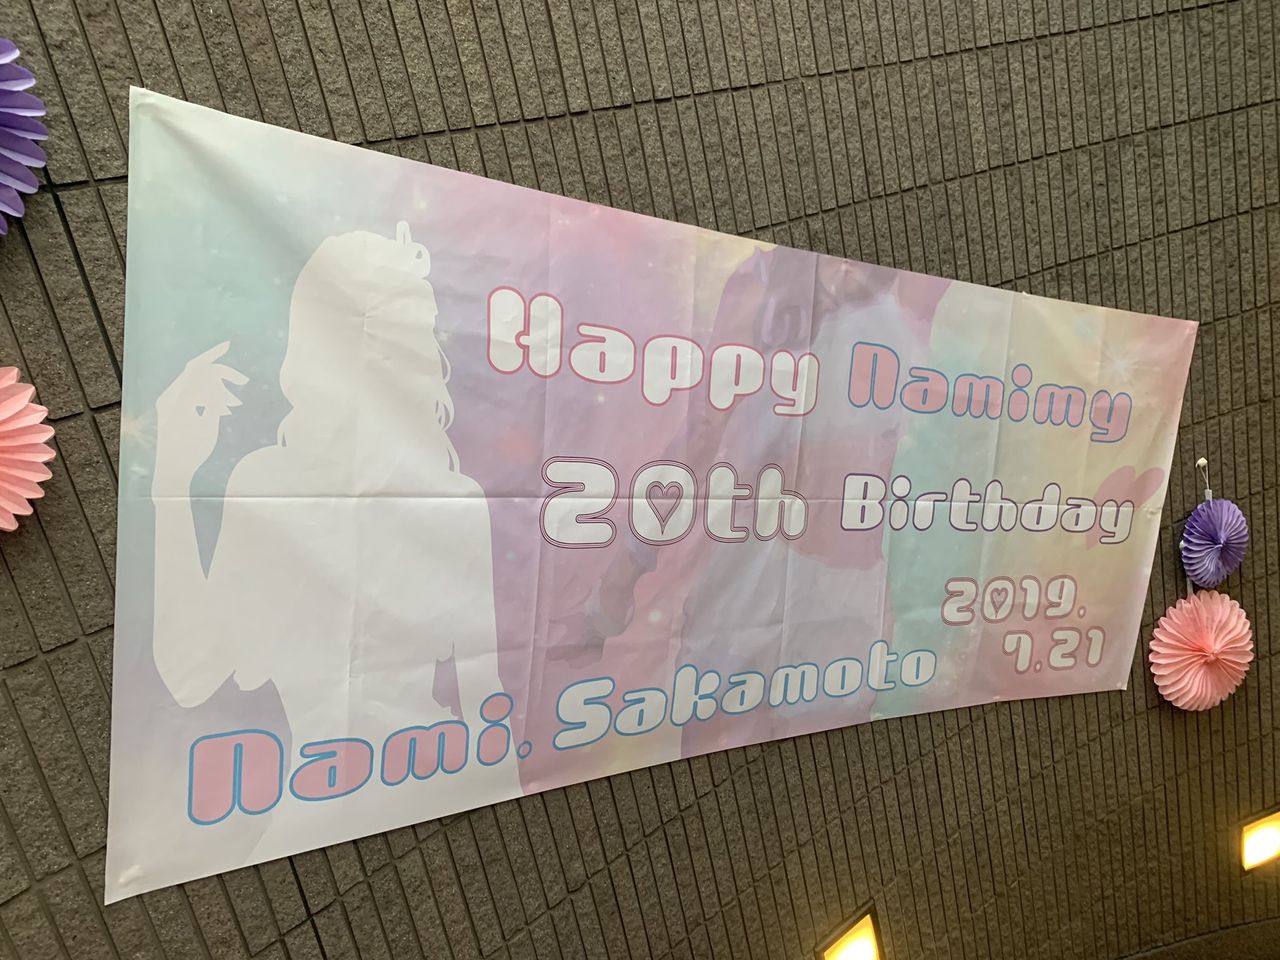 Happy Namimy
20th Birthday
2019.
7.21
Nami. Sakamoto